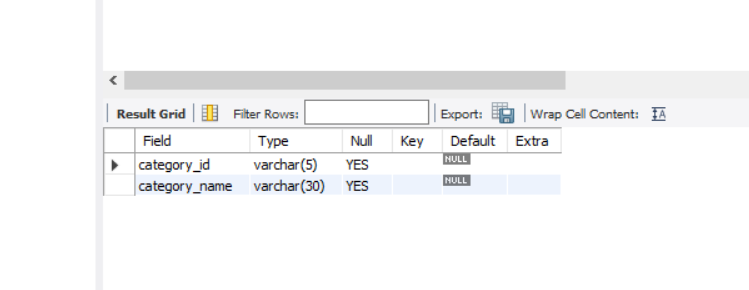 Result Grid Filter Rows: Export: Wrap Cell Content:
Field Type Null Key Default Extra
category_id varchar(5) YES NULL
category_name varchar(30) YES NULL